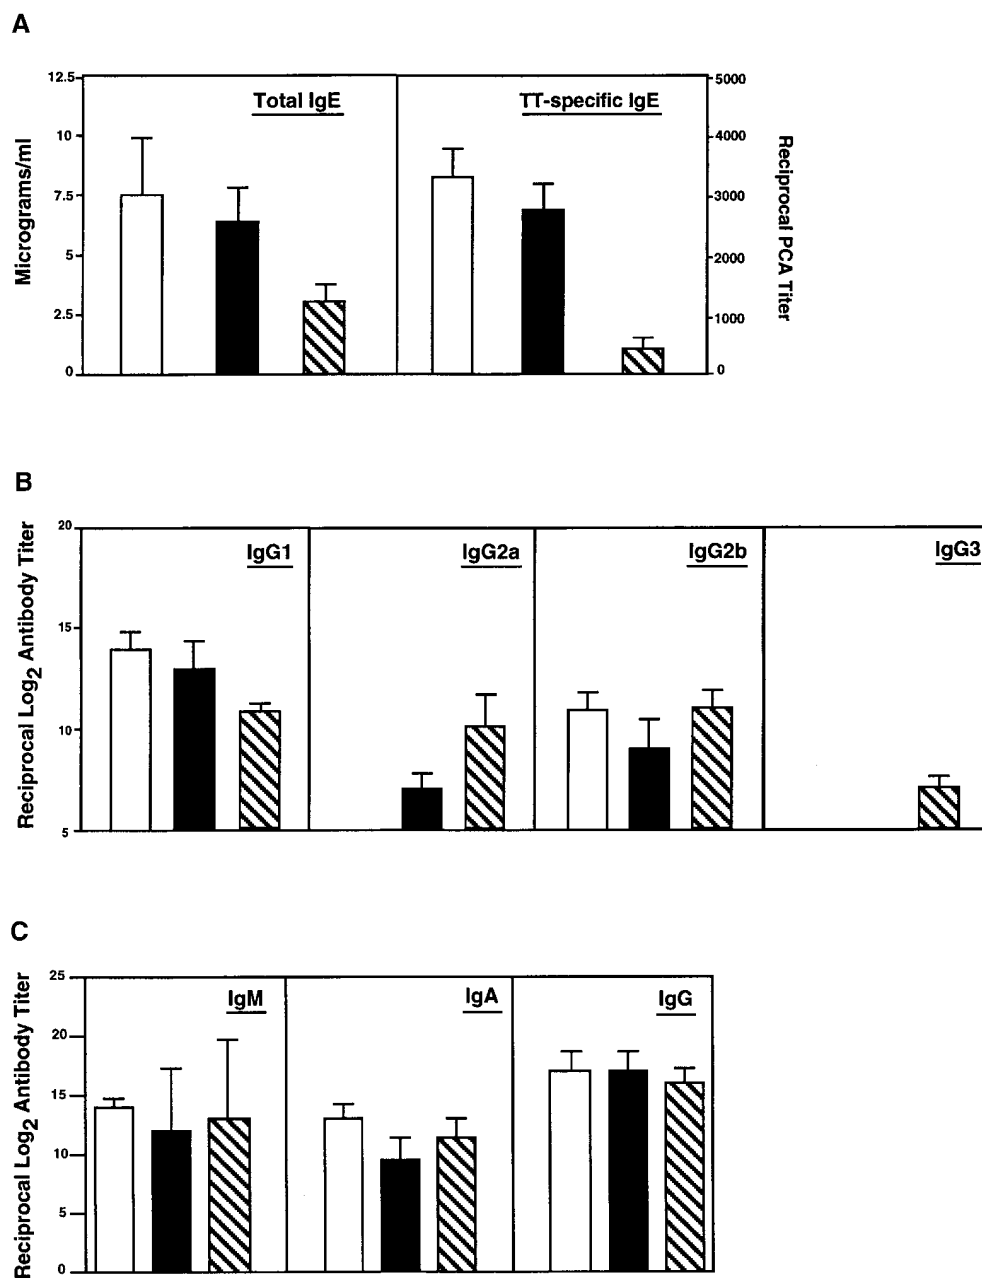 A
Total IgE
TT-specific IgE
Micrograms/ml
12.5
10
7.5
5
2.5
0
5000
4000
3000
2000
1000
0
Reciprocal PCA Titer
B
IgG1
IgG2a
IgG2b
IgG3
Reciprocal Log2 Antibody Titer
20
15
10
5
C
IgM
IgA
IgG
Reciprocal Log2 Antibody Titer
25
20
15
10
5
0